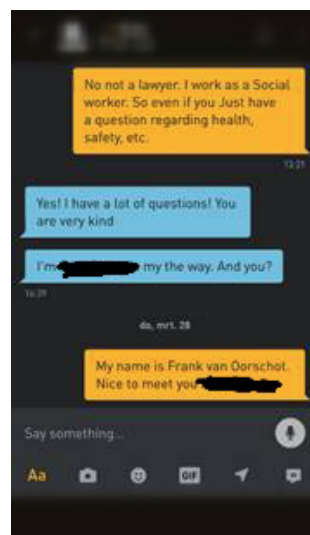 No not a lawyer. I work as a Social
worker. So even if you Just have
a question regarding health,
safety, etc.
13:21
Yes! I have a lot of questions! You
are very kind
I'm my the way. And you?
16:39
do, mrt. 28
My name is Frank van Oorschot.
Nice to meet you
Say something...
Aa
GIF